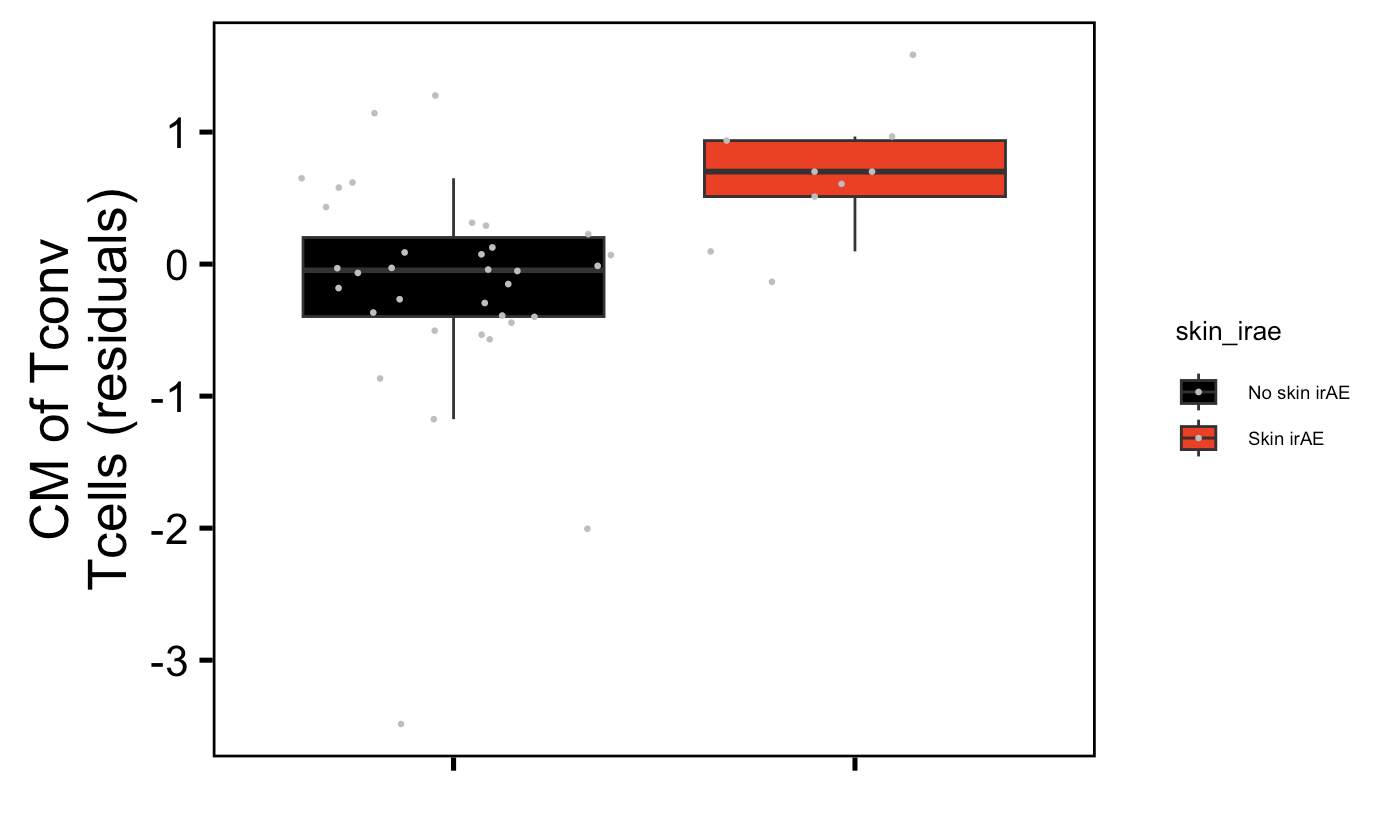 CM of Tconv
Tcells (residuals)
1
0
-1
-2
-3
skin_irae
No skin irAE
Skin irAE